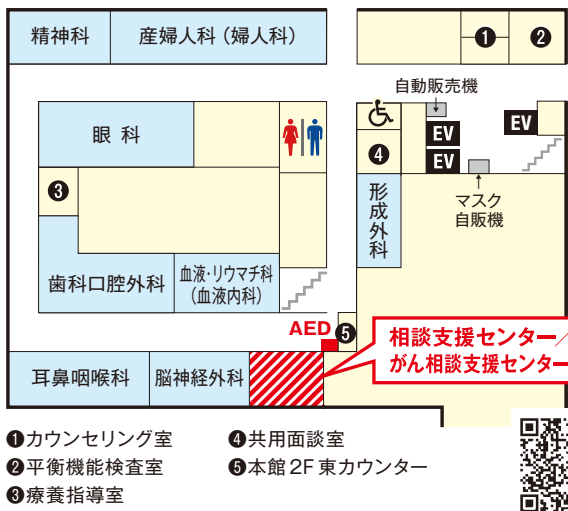 精神科
産婦人科（婦人科）
❶
❷
自動販売機
眼科
EV
EV
EV
❹
❸
マスク
自販機
形成外科
歯科口腔外科
血液・リウマチ科
（血液内科）
AED
❺
相談支援センター／
がん相談支援センター
耳鼻咽喉科
脳神経外科
❶カウンセリング室
❹共用面談室
❷平衡機能検査室
❺本館2F東カウンター
❸療養指導室